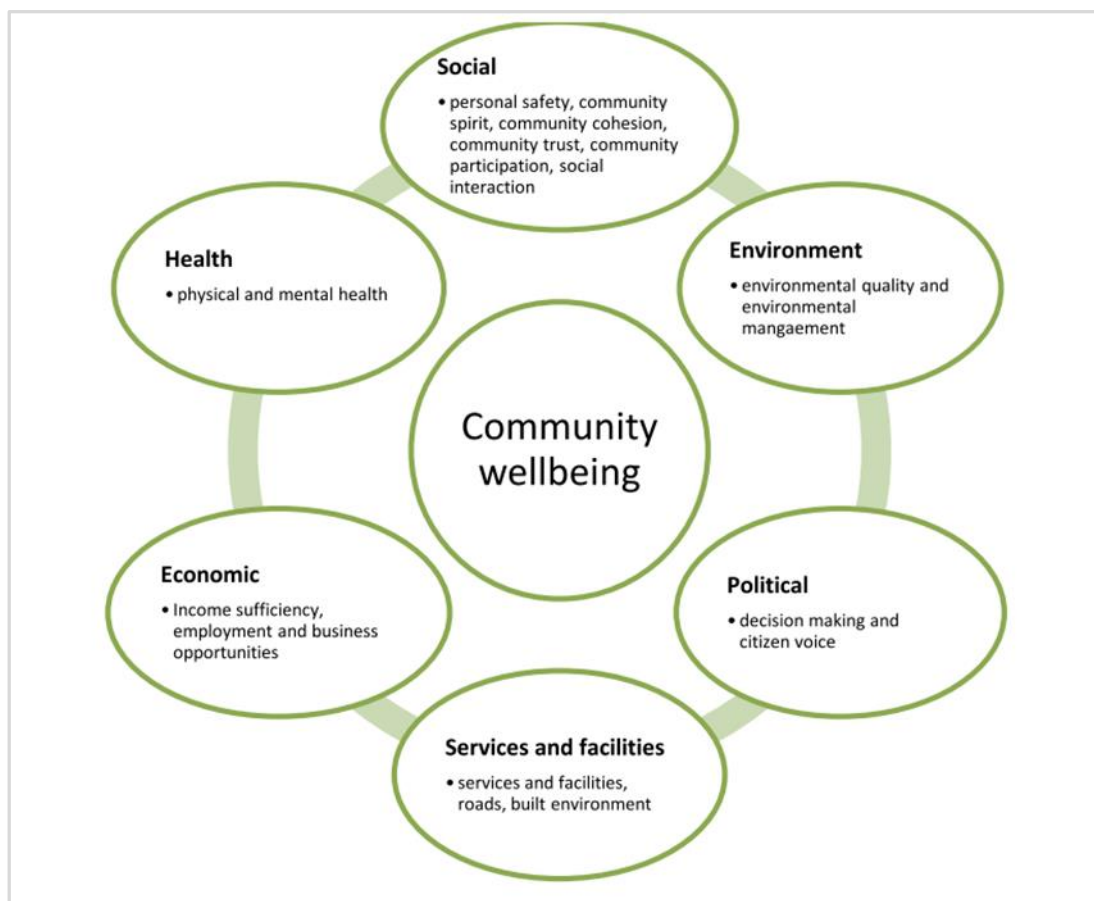 Social
• personal safety, community
spirit, community cohesion,
community trust, community
participation, social
interaction
Environment
• environmental quality and
environmental
mangaement
Political
• decision making and
citizen voice
Services and facilities
• services and facilities,
roads, built environment
Economic
• Income sufficiency,
employment and business
opportunities
Health
• physical and mental health
Community
wellbeing